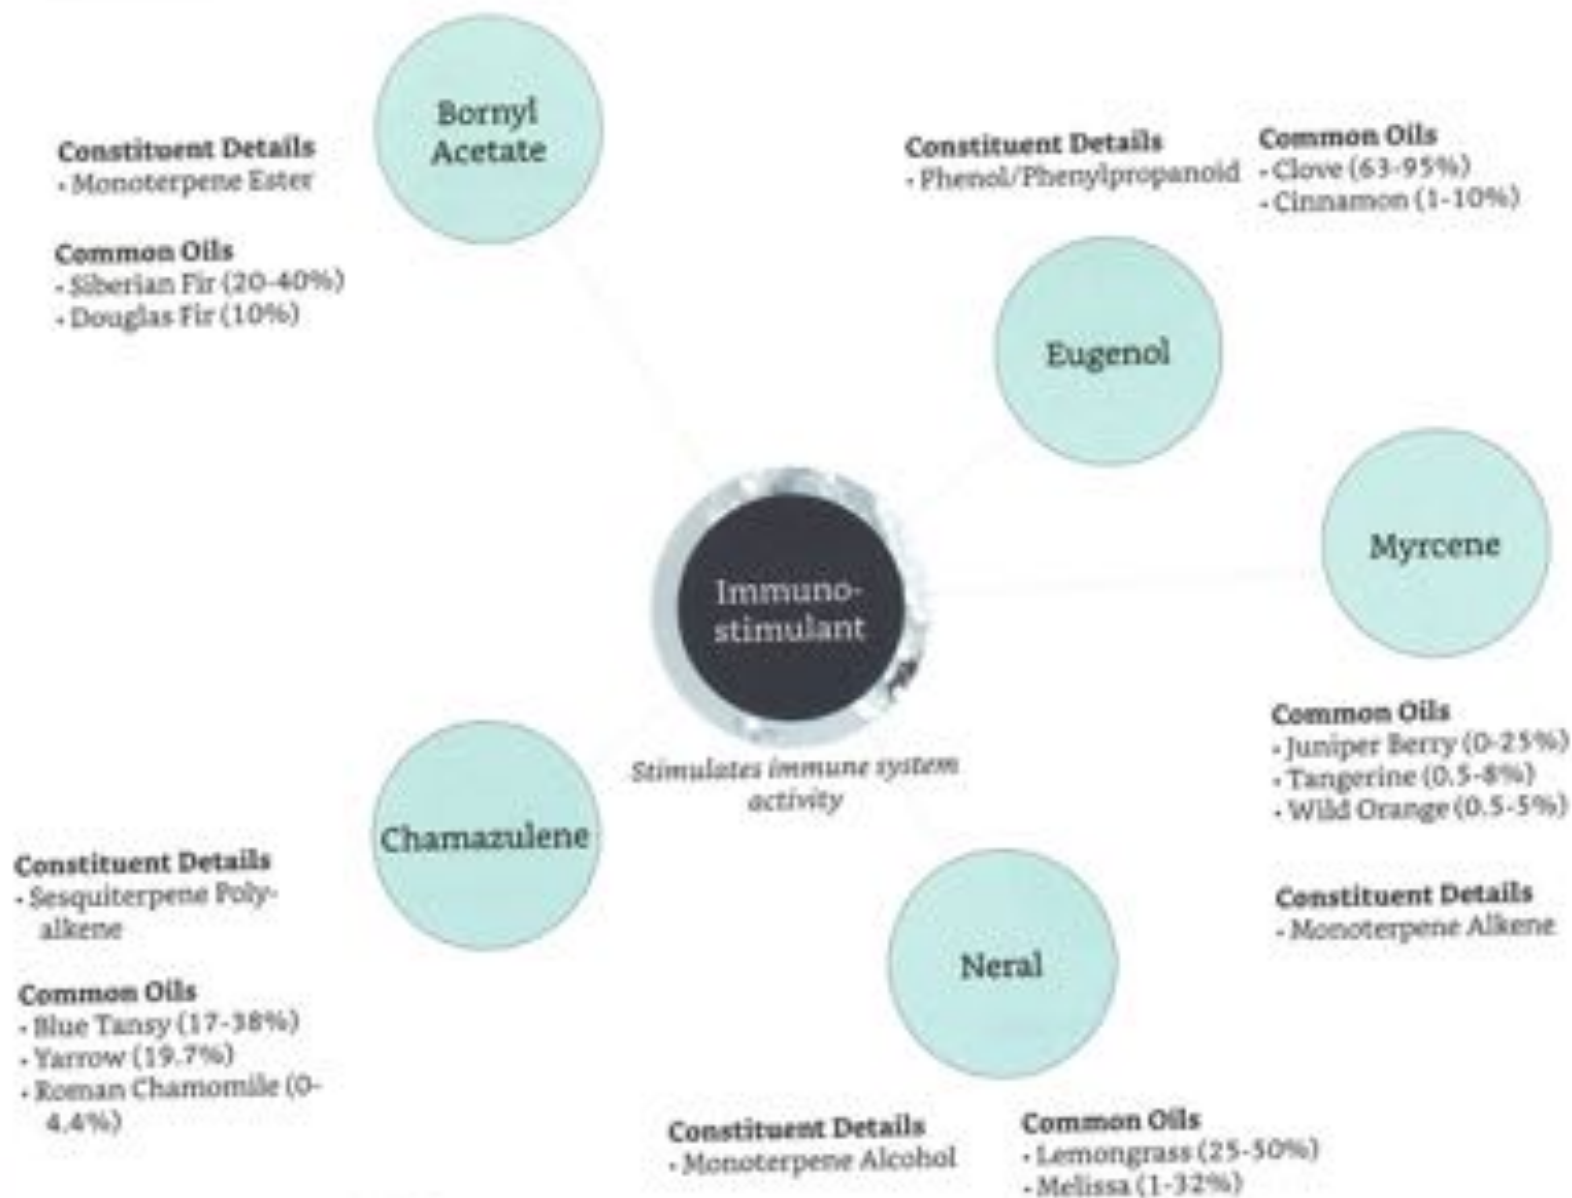 Bornyl
Acetate
Constituent Details
• Monoterpene Ester
Common Oils
• Siberian Fir (20-40%)
• Douglas Fir (10%)
Constituent Details
• Phenol/Phenylpropanoid
Common Oils
• Clove (63-95%)
• Cinnamon (1-10%)
Eugenol
Myrcene
Common Oils
• Juniper Berry (0-25%)
• Tangerine (0.5-8%)
• Wild Orange (0.5-5%)
Constituent Details
• Monoterpene Alkene
Immuno-
stimulant
Stimulates immune system
activity
Chamazulene
Constituent Details
• Sesquiterpene Poly-
alkene
Common Oils
• Blue Tansy (17-38%)
• Yarrow (19.7%)
• Roman Chamomile (0-
4.4%)
Neral
Constituent Details
• Monoterpene Alcohol
Common Oils
• Lemongrass (25-50%)
• Melissa (1-32%)